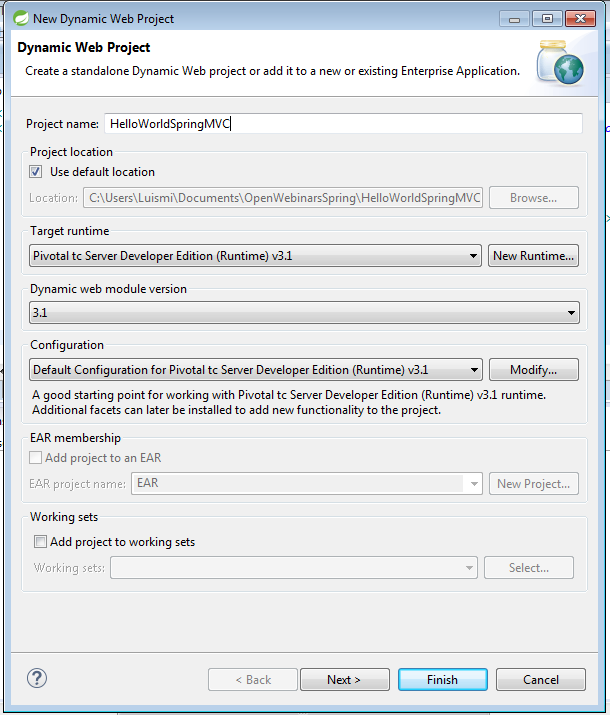 New Dynamic Web Project
Dynamic Web Project
Create a standalone Dynamic Web project or add it to a new or existing Enterprise Application.
Project name: HelloWorldSpringMVC
Project location
Use default location
Location: C:\Users\Luismi\Documents\OpenWebinarsSpring\HelloWorldSpringMVC Browse...
Target runtime
Pivotal tc Server Developer Edition (Runtime) v3.1 New Runtime...
Dynamic web module version
3.1
Configuration
Default Configuration for Pivotal tc Server Developer Edition (Runtime) v3.1 Modify...
A good starting point for working with Pivotal tc Server Developer Edition (Runtime) v3.1 runtime.
Additional facets can later be installed to add new functionality to the project.
EAR membership
Add project to an EAR
EAR project name: EAR New Project...
Working sets
Add project to working sets
Working sets: Select...
? < Back Next > Finish Cancel